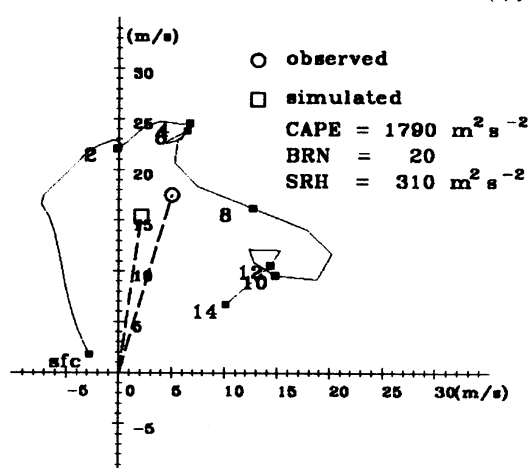 (m/s)
30
observed
simulated
CAPE = 1790 m² s⁻²
BRN = 20
SRH = 310 m² s⁻²
25
4
6
2
20
8
15
12
10
10
14
5
sfc
-5 0 5 10 15 20 25 30(m/s)
-5